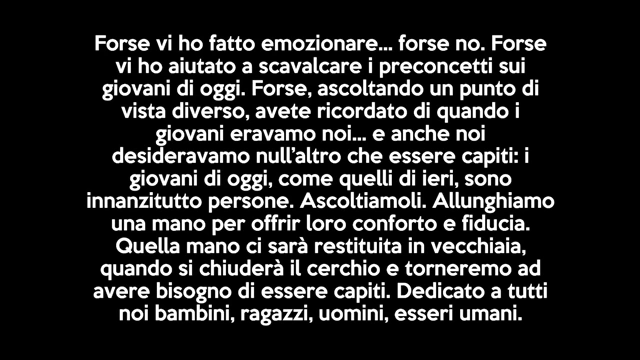 Forse vi ho fatto emozionare... forse no. Forse
vi ho aiutato a scavalcare i preconcetti sui
giovani di oggi. Forse, ascoltando un punto di
vista diverso, avete ricordato di quando i
giovani eravamo noi... e anche noi
desideravamo null'altro che essere capiti: i
giovani di oggi, come quelli di ieri, sono
innanzitutto persone. Ascoltiamoli. Allunghiamo
una mano per offrir loro conforto e fiducia.
Quella mano ci sarà restituita in vecchiaia,
quando si chiuderà il cerchio e torneremo ad
avere bisogno di essere capiti. Dedicato a tutti
noi bambini, ragazzi, uomini, esseri umani.